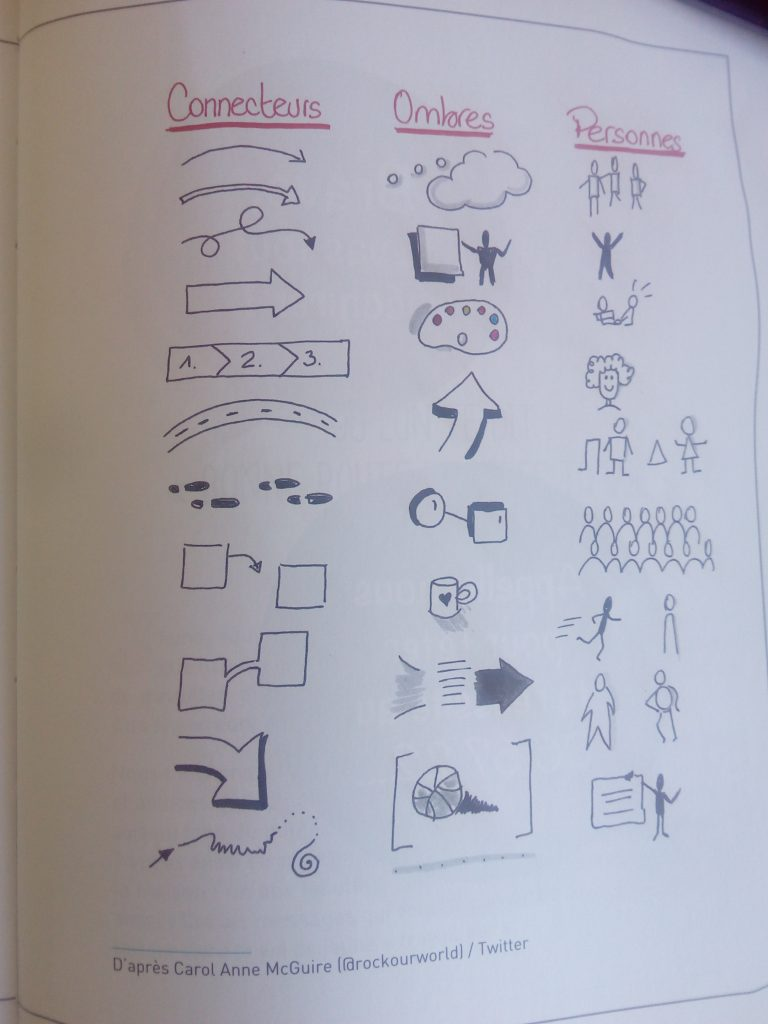 Connecteurs
Ombres
Personnes
1. 2. 3.
D'après Carol Anne McGuire (@rockourworld) / Twitter